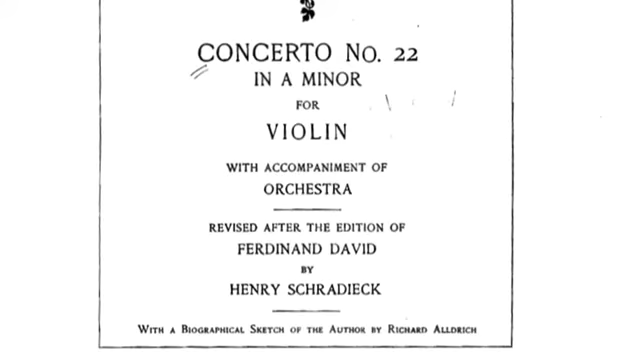 CONCERTO No. 22
IN A MINOR
FOR
VIOLIN
WITH ACCOMPANIMENT OF
ORCHESTRA
REVISED AFTER THE EDITION OF
FERDINAND DAVID
BY
HENRY SCHRADIECK
WITH A BIOGRAPHICAL SKETCH OF THE AUTHOR BY RICHARD ALLDRICH